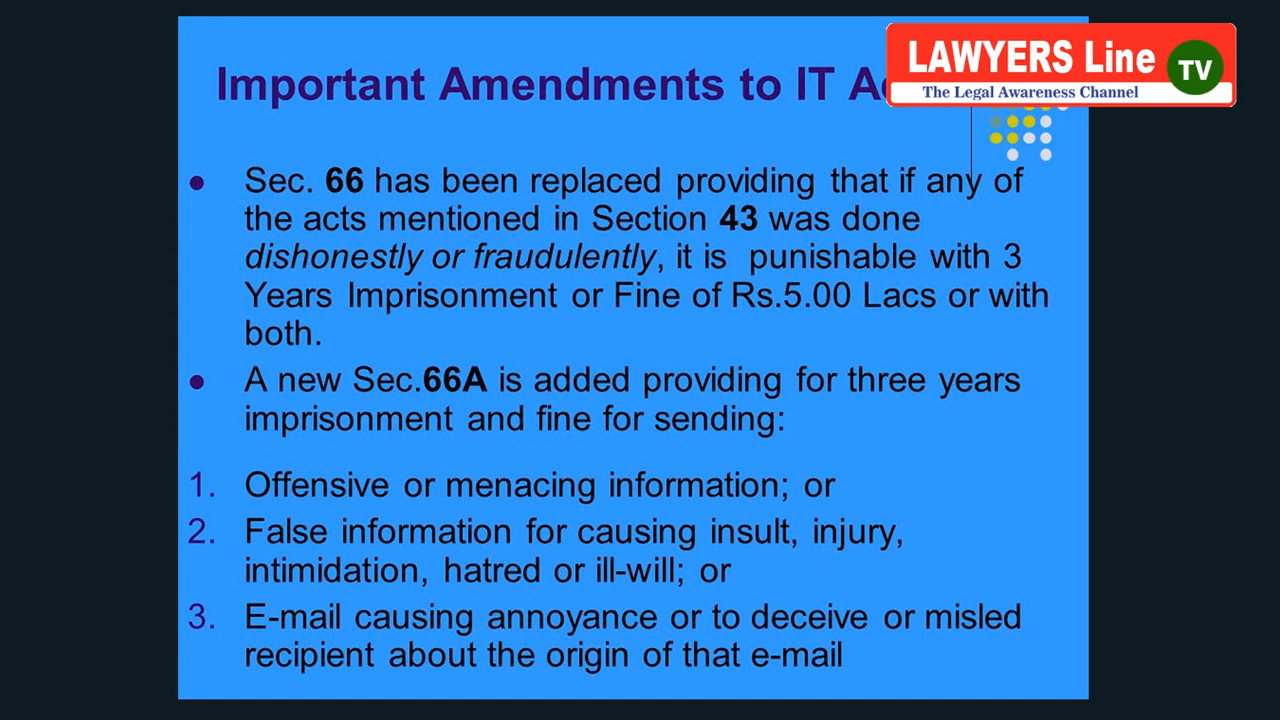 Important Amendments to IT
LAWYERS Line
TV
The Legal Awareness Channel
● Sec. 66 has been replaced providing that if any of
the acts mentioned in Section 43 was done
dishonestly or fraudulently, it is punishable with 3
Years Imprisonment or Fine of Rs.5.00 Lacs or with
both.
● A new Sec.66A is added providing for three years
imprisonment and fine for sending:
1. Offensive or menacing information; or
2. False information for causing insult, injury,
intimidation, hatred or ill-will; or
3. E-mail causing annoyance or to deceive or misled
recipient about the origin of that e-mail